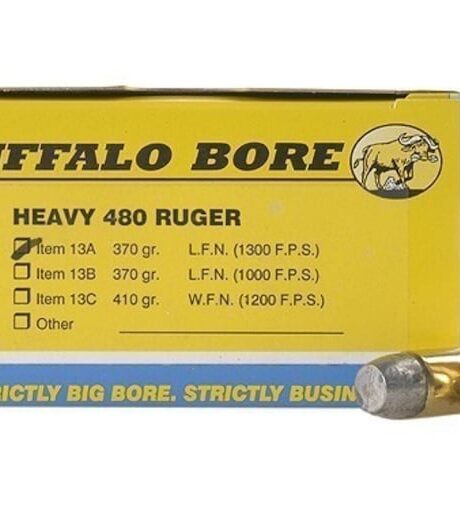 UFFALO BORE
HEAVY 480 RUGER
Item 13A 370 gr. L.F.N. (1300 F.P.S.)
Item 13B 370 gr. L.F.N. (1000 F.P.S.)
Item 13C 410 gr. W.F.N. (1200 F.P.S.)
Other
RICTLY BIG BORE. STRICTLY BUSIN